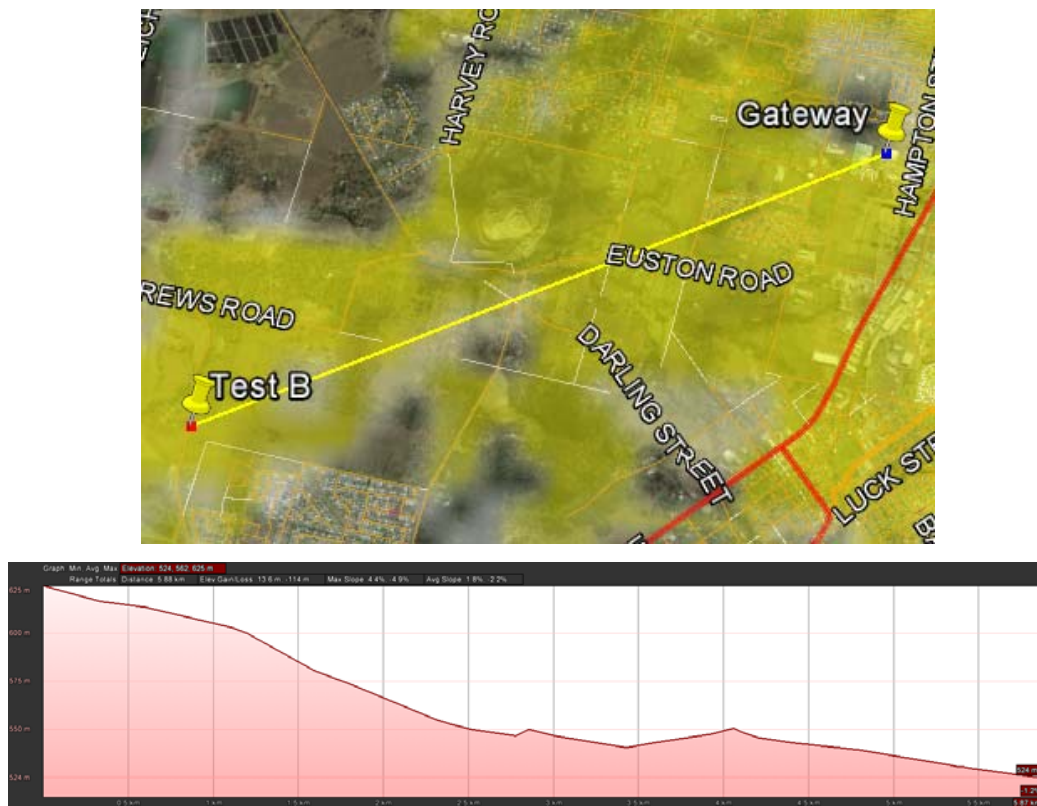 HARVEY RO
Gateway
HAMPTON ST
EUSTON ROAD
REWS ROAD
DARLING STREET
Test B
LUCK STR
BA
Graph Min, Avg, Max Elevation: 524, 562, 625 m
Range Totals: Distance: 5.88 km Elev Gain/Loss: 13.6 m, -114 m Max Slope: 4.4%, -4.9% Avg Slope: 1.8%, -2.2%
625 m
600 m
575 m
550 m
524 m
524 m
-1.2%
0.5 km 1 km 1.5 km 2 km 2.5 km 3 km 3.5 km 4 km 4.5 km 5 km 5.5 km 5.87 km